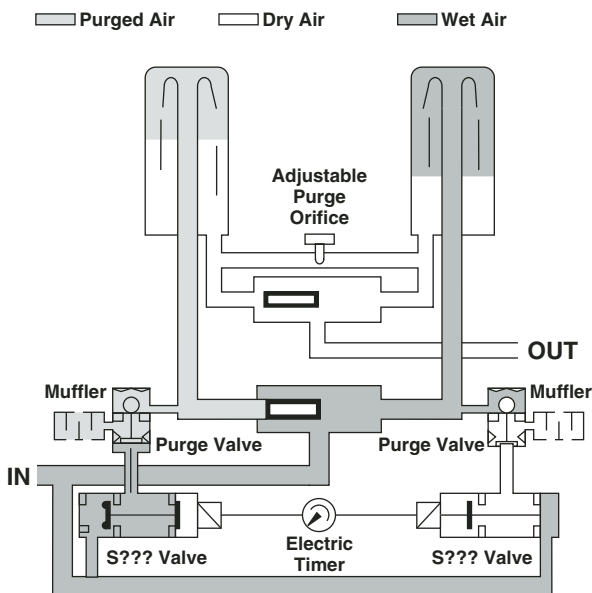 Purged Air
Dry Air
Wet Air
Adjustable
Purge
Orifice
OUT
Muffler
Muffler
Purge Valve
Purge Valve
IN
S??? Valve
Electric
Timer
S??? Valve